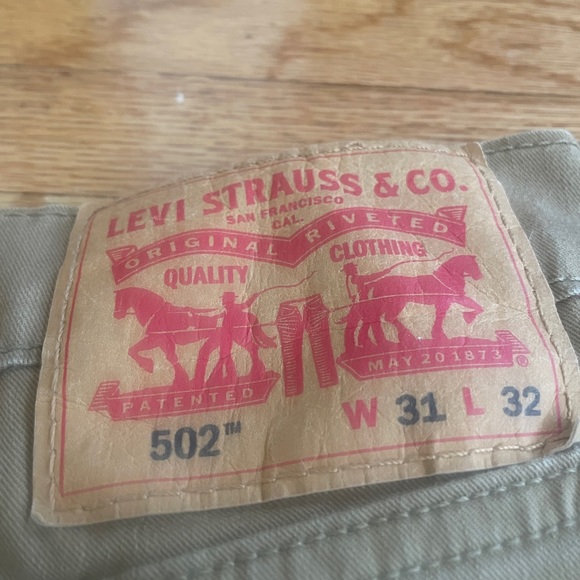 LEVI STRAUSS & CO.
SAN FRANCISCO
CAL.
ORIGINAL RIVETED
QUALITY CLOTHING
PATENTED MAY 20 1873 ®
502™ W 31 L 32